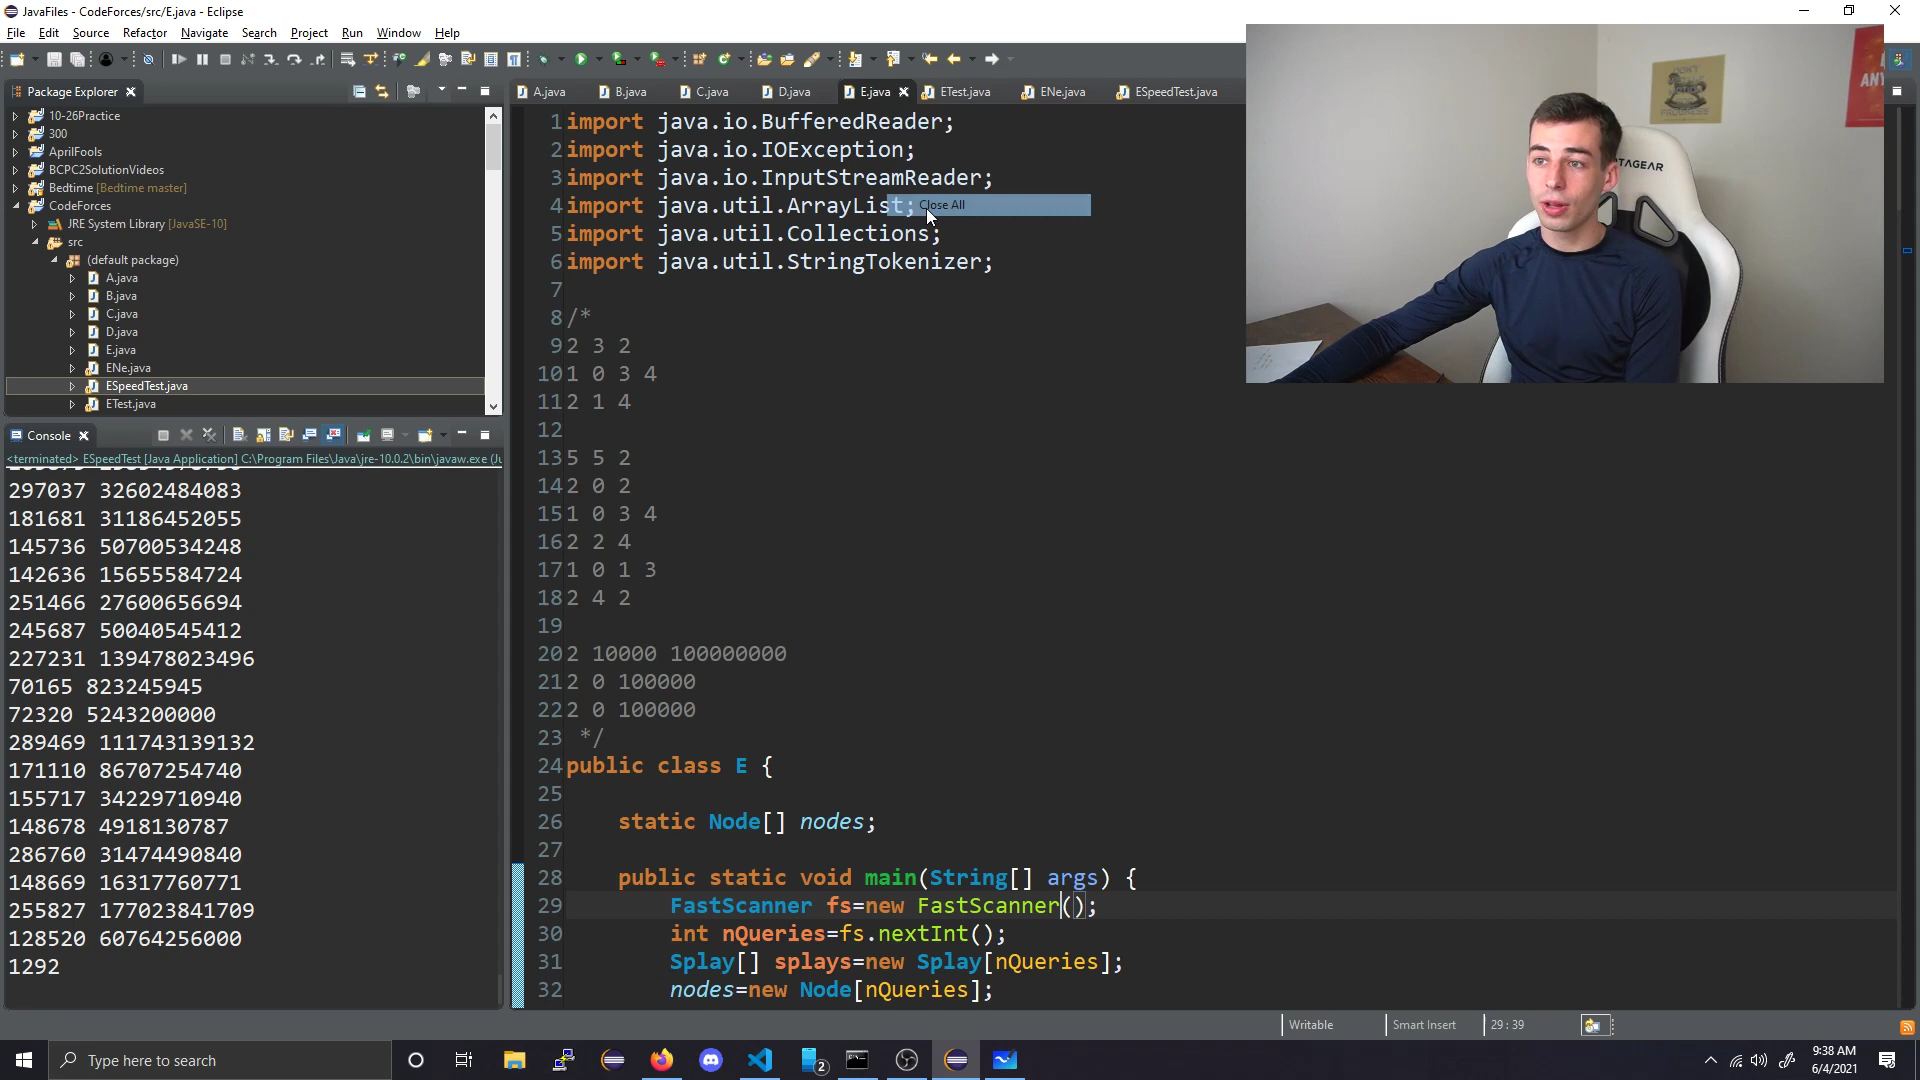 JavaFiles - CodeForces/src/E.java - Eclipse
File Edit Source Refactor Navigate Search Project Run Window Help
Package Explorer
10-26Practice
300
AprilFools
BCPC2SolutionVideos
Bedtime [Bedtime master]
CodeForces
JRE System Library [JavaSE-10]
src
(default package)
A.java
B.java
C.java
D.java
E.java
ENe.java
ESpeedTest.java
ETest.java
Console
<terminated> ESpeedTest [Java Application] C:\Program Files\Java\jre-10.0.2\bin\javaw.exe (Ju
297037 32602484083
181681 31186452055
145736 50700534248
142636 15655584724
251466 27600656694
245687 50040545412
227231 139478023496
70165 823245945
72320 5243200000
289469 111743139132
171110 86707254740
155717 34229710940
148678 4918130787
286760 31474490840
148669 16317760771
255827 177023841709
128520 60764256000
1292
A.java B.java C.java D.java E.java ETest.java ENe.java ESpeedTest.java
1 import java.io.BufferedReader;
2 import java.io.IOException;
3 import java.io.InputStreamReader;
4 import java.util.ArrayList;
Close All
5 import java.util.Collections;
6 import java.util.StringTokenizer;
7
8 /*
9 2 3 2
10 1 0 3 4
11 2 1 4
12
13 5 5 2
14 2 0 2
15 1 0 3 4
16 2 2 4
17 1 0 1 3
18 2 4 2
19
20 2 10000 100000000
21 2 0 100000
22 2 0 100000
23 */
24 public class E {
25
26 static Node[] nodes;
27
28 public static void main(String[] args) {
29 FastScanner fs=new FastScanner();
30 int nQueries=fs.nextInt();
31 Splay[] splays=new Splay[nQueries];
32 nodes=new Node[nQueries];
DON'T
PROGRESS
AN
ANY
TAGEAR
Writable Smart Insert 29 : 39
Type here to search
2
9:38 AM
6/4/2021